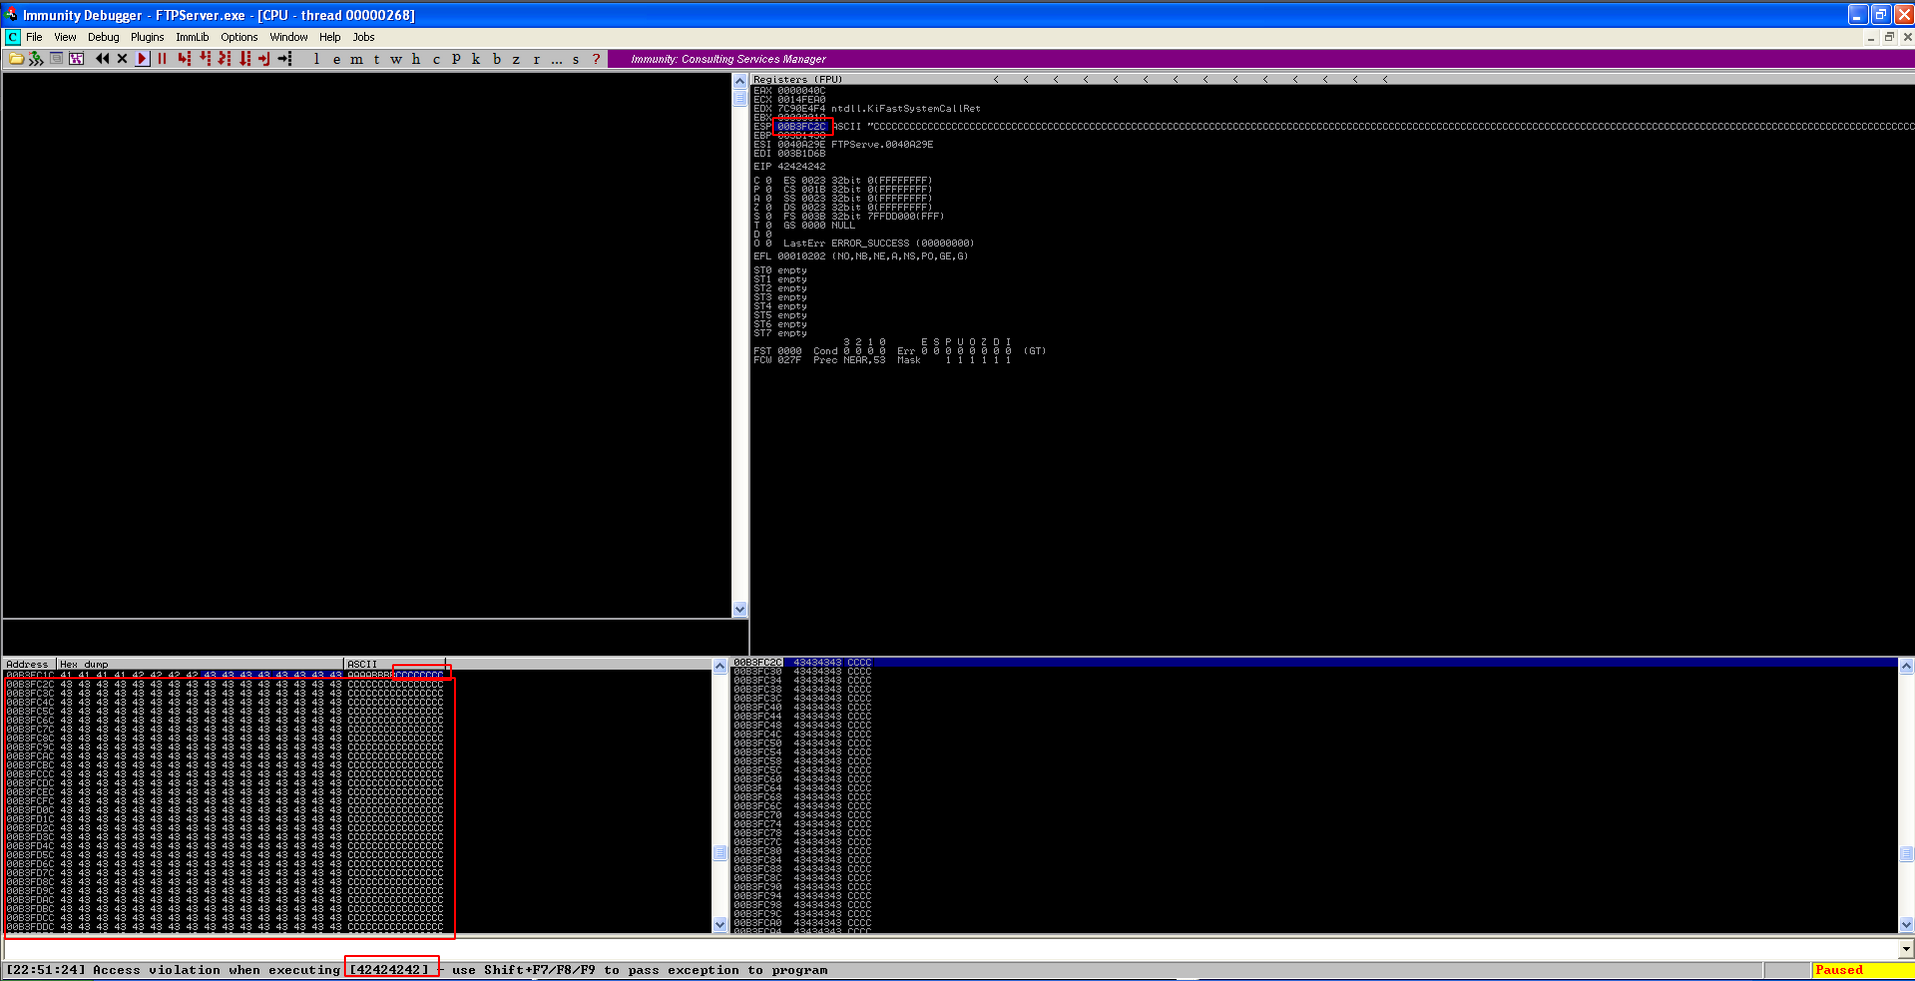 Immunity Debugger - FTPServer.exe - [CPU - thread 00000268]
C File View Debug Plugins ImmLib Options Window Help Jobs
l e m t w h c P k b z r ... s ? Immunity: Consulting Services Manager
Registers (FPU) < < < < < < < < < < < < < <
EAX 0000040C
ECX 0014FEA0
EDX 7C90E4F4 ntdll.KiFastSystemCallRet
EBX
ESP 00B3FC2C ASCII
EBP
ESI 0040A29E FTPServe.0040A29E
EDI 003B1D6B
EIP 42424242
C 0 ES 0023 32bit 0(FFFFFFFF)
P 0 CS 001B 32bit 0(FFFFFFFF)
A 0 SS 0023 32bit 0(FFFFFFFF)
Z 0 DS 0023 32bit 0(FFFFFFFF)
S 0 FS 003B 32bit 7FFDD000(FFF)
T 0 GS 0000 NULL
D 0
O 0 LastErr ERROR_SUCCESS (00000000)
EFL 00010202 (NO,NB,NE,A,NS,PO,GE,G)
ST0 empty
ST1 empty
ST2 empty
ST3 empty
ST4 empty
ST5 empty
ST6 empty
ST7 empty
3 2 1 0 E S P U O Z D I
FST 0000 Cond 0 0 0 0 Err 0 0 0 0 0 0 0 0 (GT)
FCW 027F Prec NEAR,53 Mask 1 1 1 1 1 1
Address Hex dump ASCII
00B3FC1C 41 41 41 41 42 42 42 42 43 43 43 43 43 43 43 43 AAAABBBBCCCCCCCC
00B3FC2C 43 43 43 43 43 43 43 43 43 43 43 43 43 43 43 43 CCCCCCCCCCCCCCCC
00B3FC3C 43 43 43 43 43 43 43 43 43 43 43 43 43 43 43 43 CCCCCCCCCCCCCCCC
00B3FC4C 43 43 43 43 43 43 43 43 43 43 43 43 43 43 43 43 CCCCCCCCCCCCCCCC
00B3FC5C 43 43 43 43 43 43 43 43 43 43 43 43 43 43 43 43 CCCCCCCCCCCCCCCC
00B3FC6C 43 43 43 43 43 43 43 43 43 43 43 43 43 43 43 43 CCCCCCCCCCCCCCCC
00B3FC7C 43 43 43 43 43 43 43 43 43 43 43 43 43 43 43 43 CCCCCCCCCCCCCCCC
00B3FC8C 43 43 43 43 43 43 43 43 43 43 43 43 43 43 43 43 CCCCCCCCCCCCCCCC
00B3FC9C 43 43 43 43 43 43 43 43 43 43 43 43 43 43 43 43 CCCCCCCCCCCCCCCC
00B3FCAC 43 43 43 43 43 43 43 43 43 43 43 43 43 43 43 43 CCCCCCCCCCCCCCCC
00B3FCBC 43 43 43 43 43 43 43 43 43 43 43 43 43 43 43 43 CCCCCCCCCCCCCCCC
00B3FCCC 43 43 43 43 43 43 43 43 43 43 43 43 43 43 43 43 CCCCCCCCCCCCCCCC
00B3FCDC 43 43 43 43 43 43 43 43 43 43 43 43 43 43 43 43 CCCCCCCCCCCCCCCC
00B3FCEC 43 43 43 43 43 43 43 43 43 43 43 43 43 43 43 43 CCCCCCCCCCCCCCCC
00B3FCFC 43 43 43 43 43 43 43 43 43 43 43 43 43 43 43 43 CCCCCCCCCCCCCCCC
00B3FD0C 43 43 43 43 43 43 43 43 43 43 43 43 43 43 43 43 CCCCCCCCCCCCCCCC
00B3FD1C 43 43 43 43 43 43 43 43 43 43 43 43 43 43 43 43 CCCCCCCCCCCCCCCC
00B3FD2C 43 43 43 43 43 43 43 43 43 43 43 43 43 43 43 43 CCCCCCCCCCCCCCCC
00B3FD3C 43 43 43 43 43 43 43 43 43 43 43 43 43 43 43 43 CCCCCCCCCCCCCCCC
00B3FD4C 43 43 43 43 43 43 43 43 43 43 43 43 43 43 43 43 CCCCCCCCCCCCCCCC
00B3FD5C 43 43 43 43 43 43 43 43 43 43 43 43 43 43 43 43 CCCCCCCCCCCCCCCC
00B3FD6C 43 43 43 43 43 43 43 43 43 43 43 43 43 43 43 43 CCCCCCCCCCCCCCCC
00B3FD7C 43 43 43 43 43 43 43 43 43 43 43 43 43 43 43 43 CCCCCCCCCCCCCCCC
00B3FD8C 43 43 43 43 43 43 43 43 43 43 43 43 43 43 43 43 CCCCCCCCCCCCCCCC
00B3FD9C 43 43 43 43 43 43 43 43 43 43 43 43 43 43 43 43 CCCCCCCCCCCCCCCC
00B3FDAC 43 43 43 43 43 43 43 43 43 43 43 43 43 43 43 43 CCCCCCCCCCCCCCCC
00B3FDBC 43 43 43 43 43 43 43 43 43 43 43 43 43 43 43 43 CCCCCCCCCCCCCCCC
00B3FDCC 43 43 43 43 43 43 43 43 43 43 43 43 43 43 43 43 CCCCCCCCCCCCCCCC
00B3FDDC 43 43 43 43 43 43 43 43 43 43 43 43 43 43 43 43 CCCCCCCCCCCCCCCC
00B3FC2C 43434343 CCCC
00B3FC30 43434343 CCCC
00B3FC34 43434343 CCCC
00B3FC38 43434343 CCCC
00B3FC3C 43434343 CCCC
00B3FC40 43434343 CCCC
00B3FC44 43434343 CCCC
00B3FC48 43434343 CCCC
00B3FC4C 43434343 CCCC
00B3FC50 43434343 CCCC
00B3FC54 43434343 CCCC
00B3FC58 43434343 CCCC
00B3FC5C 43434343 CCCC
00B3FC60 43434343 CCCC
00B3FC64 43434343 CCCC
00B3FC68 43434343 CCCC
00B3FC6C 43434343 CCCC
00B3FC70 43434343 CCCC
00B3FC74 43434343 CCCC
00B3FC78 43434343 CCCC
00B3FC7C 43434343 CCCC
00B3FC80 43434343 CCCC
00B3FC84 43434343 CCCC
00B3FC88 43434343 CCCC
00B3FC8C 43434343 CCCC
00B3FC90 43434343 CCCC
00B3FC94 43434343 CCCC
00B3FC98 43434343 CCCC
00B3FC9C 43434343 CCCC
00B3FCA0 43434343 CCCC
00B3FCA4 43434343 CCCC
[22:51:24] Access violation when executing [42424242] - use Shift+F7/F8/F9 to pass exception to program
Paused